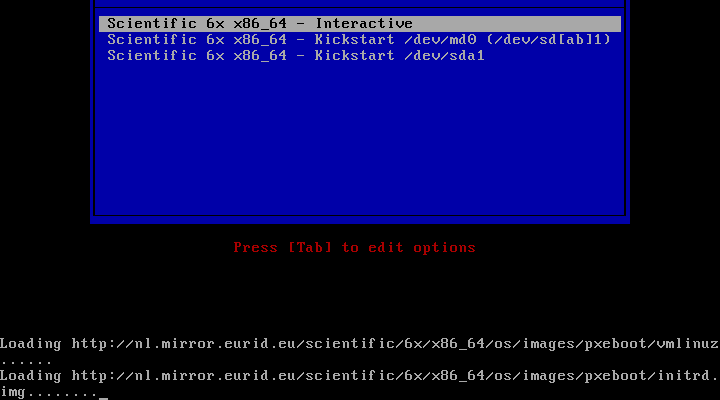 Scientific 6x x86_64 - Interactive
Scientific 6x x86_64 - Kickstart /dev/md0 (/dev/sd[ab]1)
Scientific 6x x86_64 - Kickstart /dev/sda1
Press [Tab] to edit options
Loading http://nl.mirror.eurid.eu/scientific/6x/x86_64/os/images/pxeboot/vmlinuz
......
Loading http://nl.mirror.eurid.eu/scientific/6x/x86_64/os/images/pxeboot/initrd.
img........_